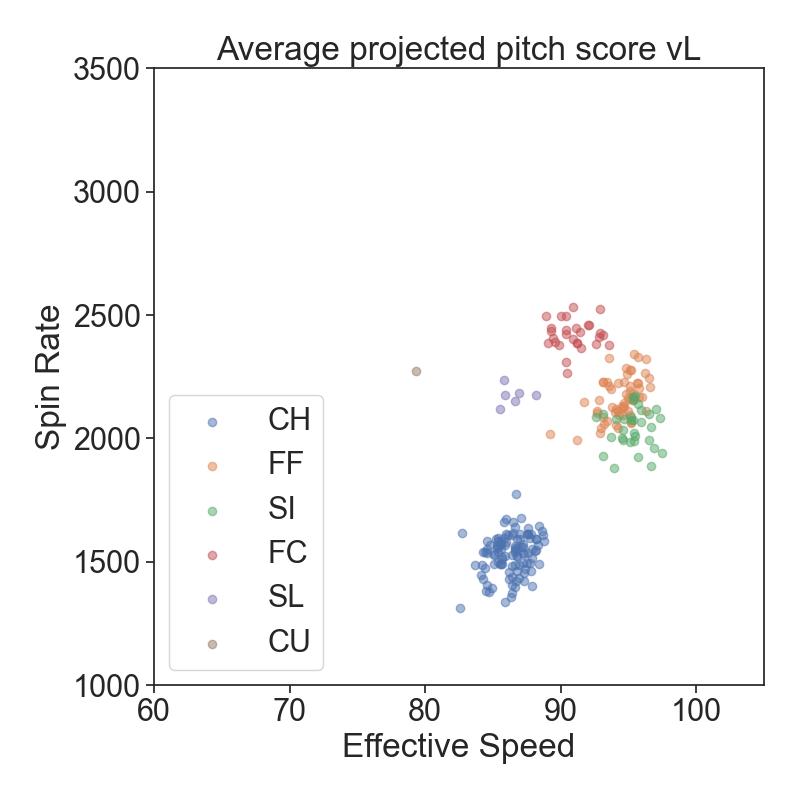 Average projected pitch score vL
3500
3000
2500
2000
1500
1000
Spin Rate
CH
FF
SI
FC
SL
CU
60 70 80 90 100
Effective Speed